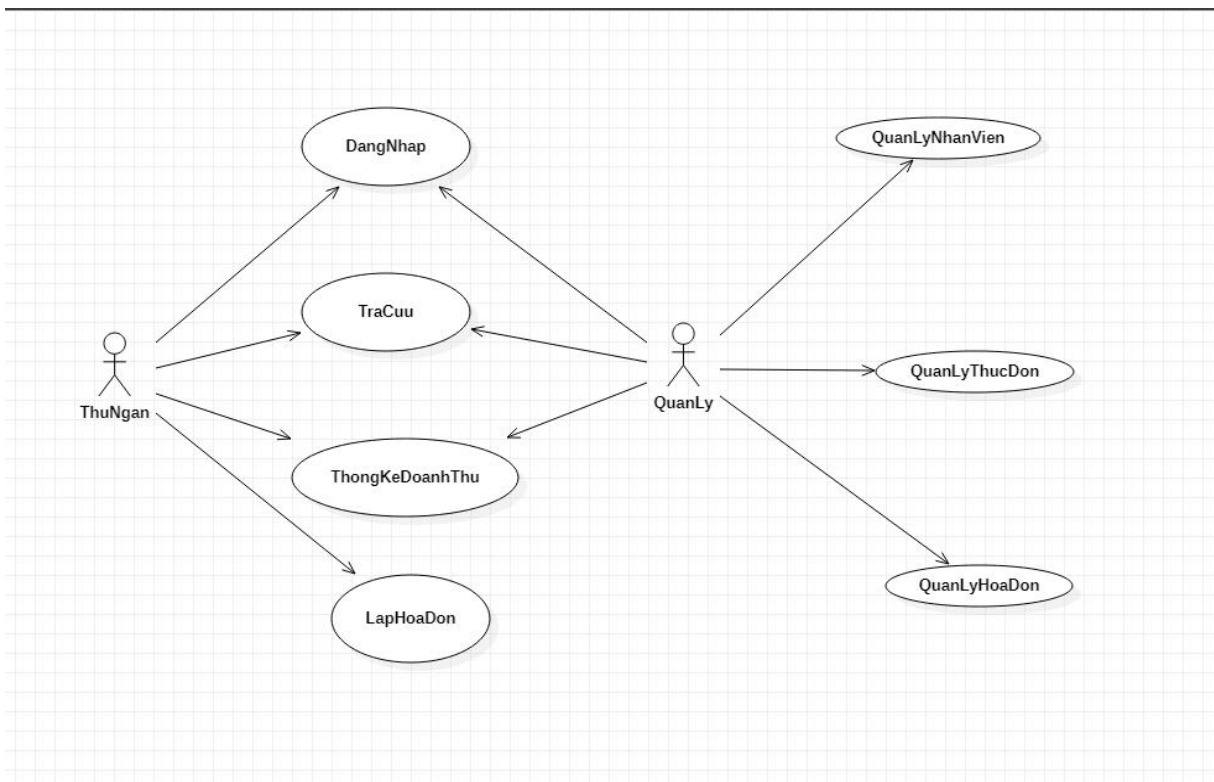 DangNhap
QuanLyNhanVien
TraCuu
ThuNgan
QuanLy
QuanLyThucDon
ThongKeDoanhThu
QuanLyHoaDon
LapHoaDon